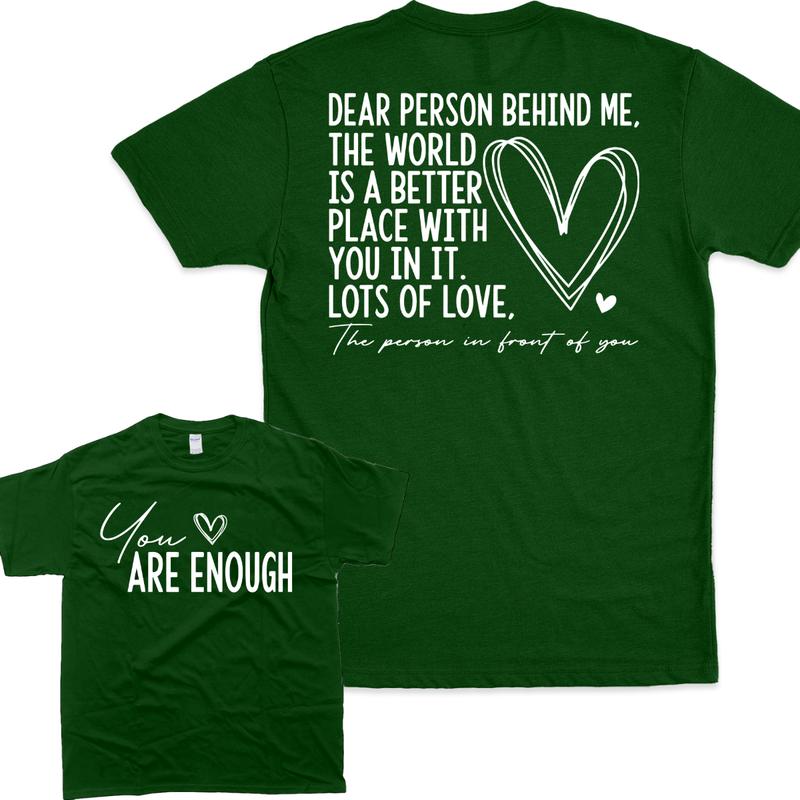 DEAR PERSON BEHIND ME,
THE WORLD
IS A BETTER
PLACE WITH
YOU IN IT.
LOTS OF LOVE,
The person in front of you
You
ARE ENOUGH